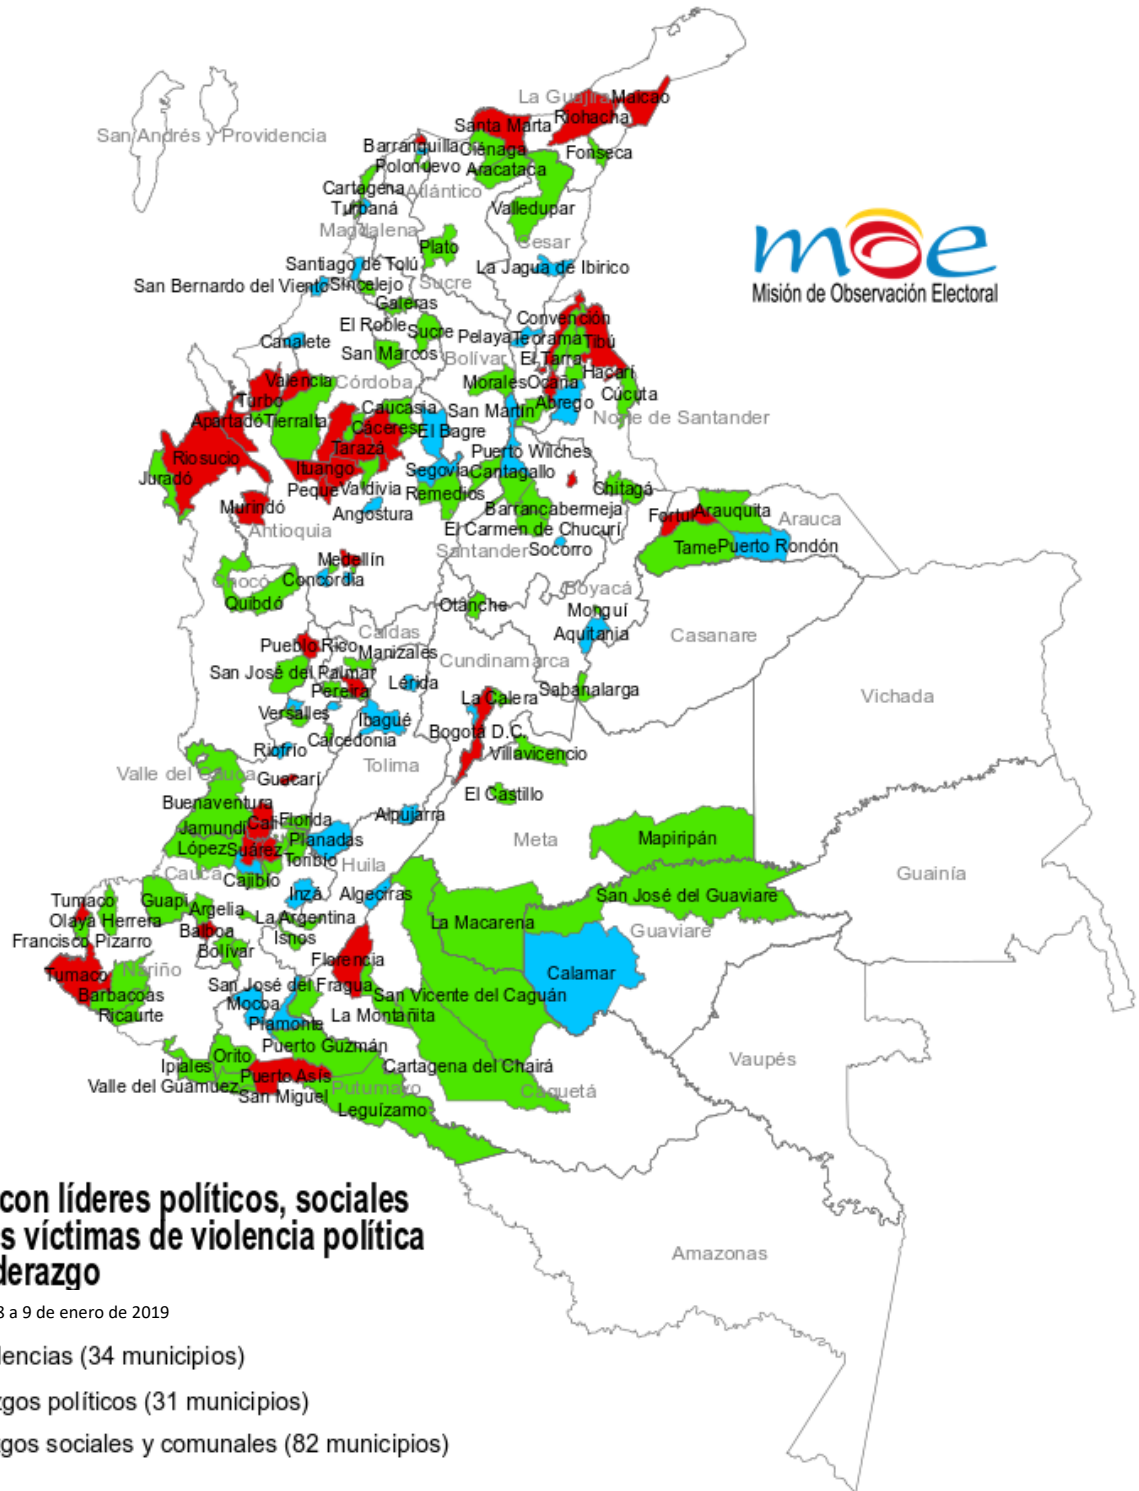 La Guajira
Maicao
Riohacha
Santa Marta
San Andrés y Providencia
Barranquilla
Ciénaga
Fonseca
Polonuevo
Aracataca
Cartagena
Atlántico
Turbaná
Valledupar
Magdalena
Plato
Cesar
moe
Misión de Observación Electoral
Santiago de Tolú
La Jagua de Ibirico
San Bernardo del Viento
Sincelejo
Sucre
Galeras
Convención
El Roble
Sucre
Pelaya
Teorama
Tibú
Canalete
San Marcos
Bolívar
El Tarra
Hacarí
Valencia
Córdoba
Morales
Ocaña
Cúcuta
Turbo
Caucasia
San Martín
Abrego
Norte de Santander
Apartadó
Tierralta
Cáceres
El Bagre
Tarazá
Puerto Wilches
Riosucio
Ituango
Segovia
Cantagallo
Juradó
Peque
Valdivia
Remedios
Chitagá
Murindó
Angostura
Barrancabermeja
Fortul
Arauquita
Arauca
Antioquia
El Carmen de Chucurí
Santander
Socorro
Tame
Puerto Rondón
Medellín
Chocó
Concordia
Boyacá
Quibdó
Otanche
Monguí
Aquitania
Casanare
Caldas
Pueblo Rico
Manizales
Cundinamarca
San José del Palmar
Pereira
Lérida
La Calera
Sabanalarga
Vichada
Versalles
Ibagué
Bogotá D.C.
Caicedonia
Riofrío
Villavicencio
Tolima
Valle del Cauca
Guacarí
El Castillo
Buenaventura
Alpujarra
Jamundí
Cali
Florida
Meta
Mapiripán
López
Suárez
Planadas
Toribío
Huila
Guainía
Cauca
Cajibío
Inzá
Algeciras
San José del Guaviare
Tumaco
Guapi
Argelia
La Argentina
La Macarena
Olaya Herrera
Balboa
Guaviare
Francisco Pizarro
Isnos
Bolívar
Florencia
Tumaco
Nariño
Calamar
San José del Fragua
Barbacoas
Mocoa
San Vicente del Caguán
Ricaurte
Piamonte
La Montañita
Puerto Guzmán
Orito
Vaupés
Ipiales
Cartagena del Chairá
Puerto Asís
Valle del Guamuez
Putumayo
Caquetá
San Miguel
Leguízamo
con líderes políticos, sociales
s víctimas de violencia política
derazgo
Amazonas
3 a 9 de enero de 2019
lencias (34 municipios)
zgos políticos (31 municipios)
zgos sociales y comunales (82 municipios)